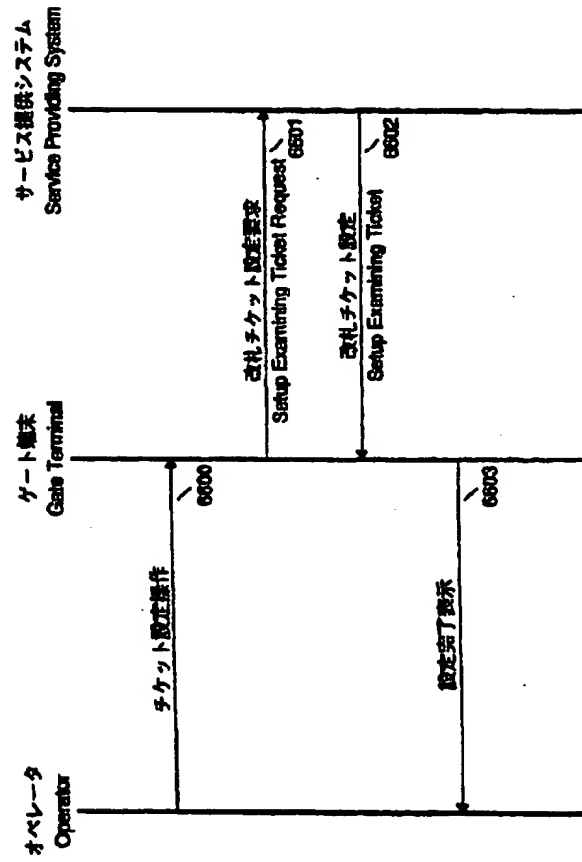 オペレータ
Operator
ゲート端末
Gate Terminal
サービス提供システム
Service Providing System
チケット設定操作
6600
改札チケット設定要求
Setup Examining Ticket Request
6601
改札チケット設定
Setup Examining Ticket
6602
設定完了表示
6603